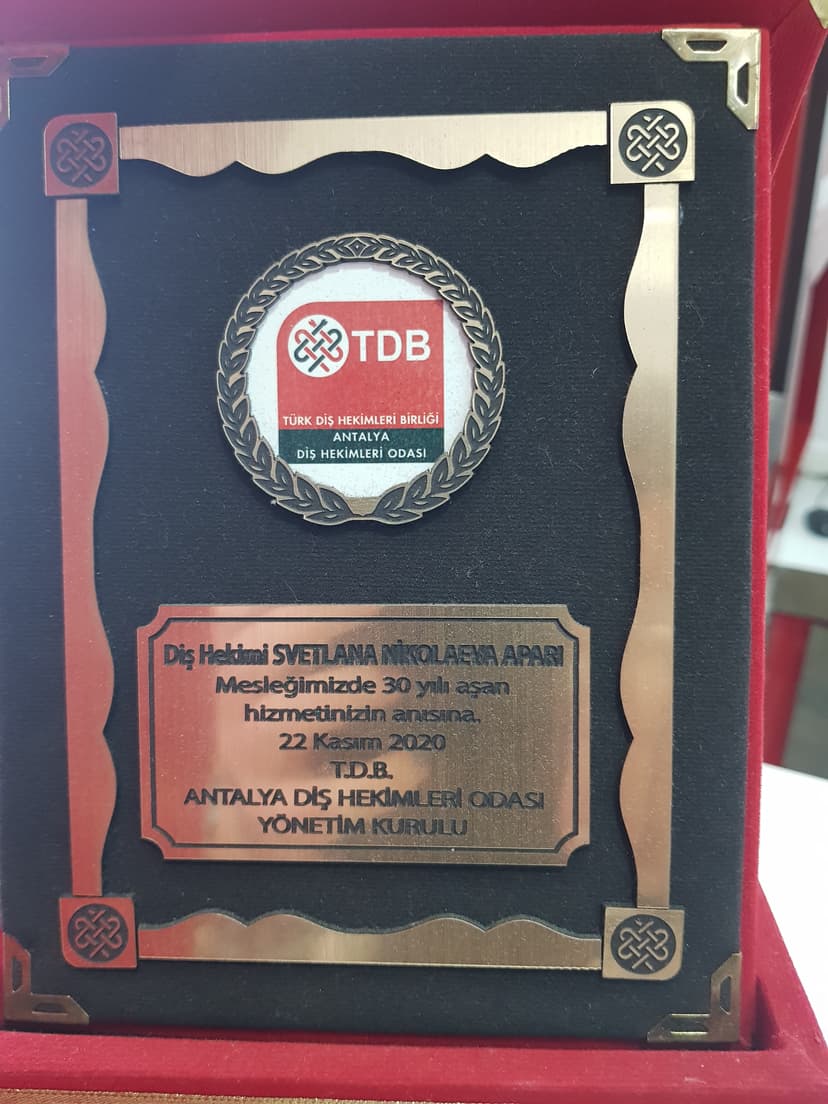 TDB
TÜRK DİŞ HEKİMLERİ BİRLİĞİ
ANTALYA
DİŞ HEKİMLERİ ODASI
Diş Hekimi SVETLANA NİKOLAEVA APARI
Mesleğimizde 30 yılı aşan
hizmetinizin anısına.
22 Kasım 2020
T.D.B.
ANTALYA DİŞ HEKİMLERİ ODASI
YÖNETİM KURULU